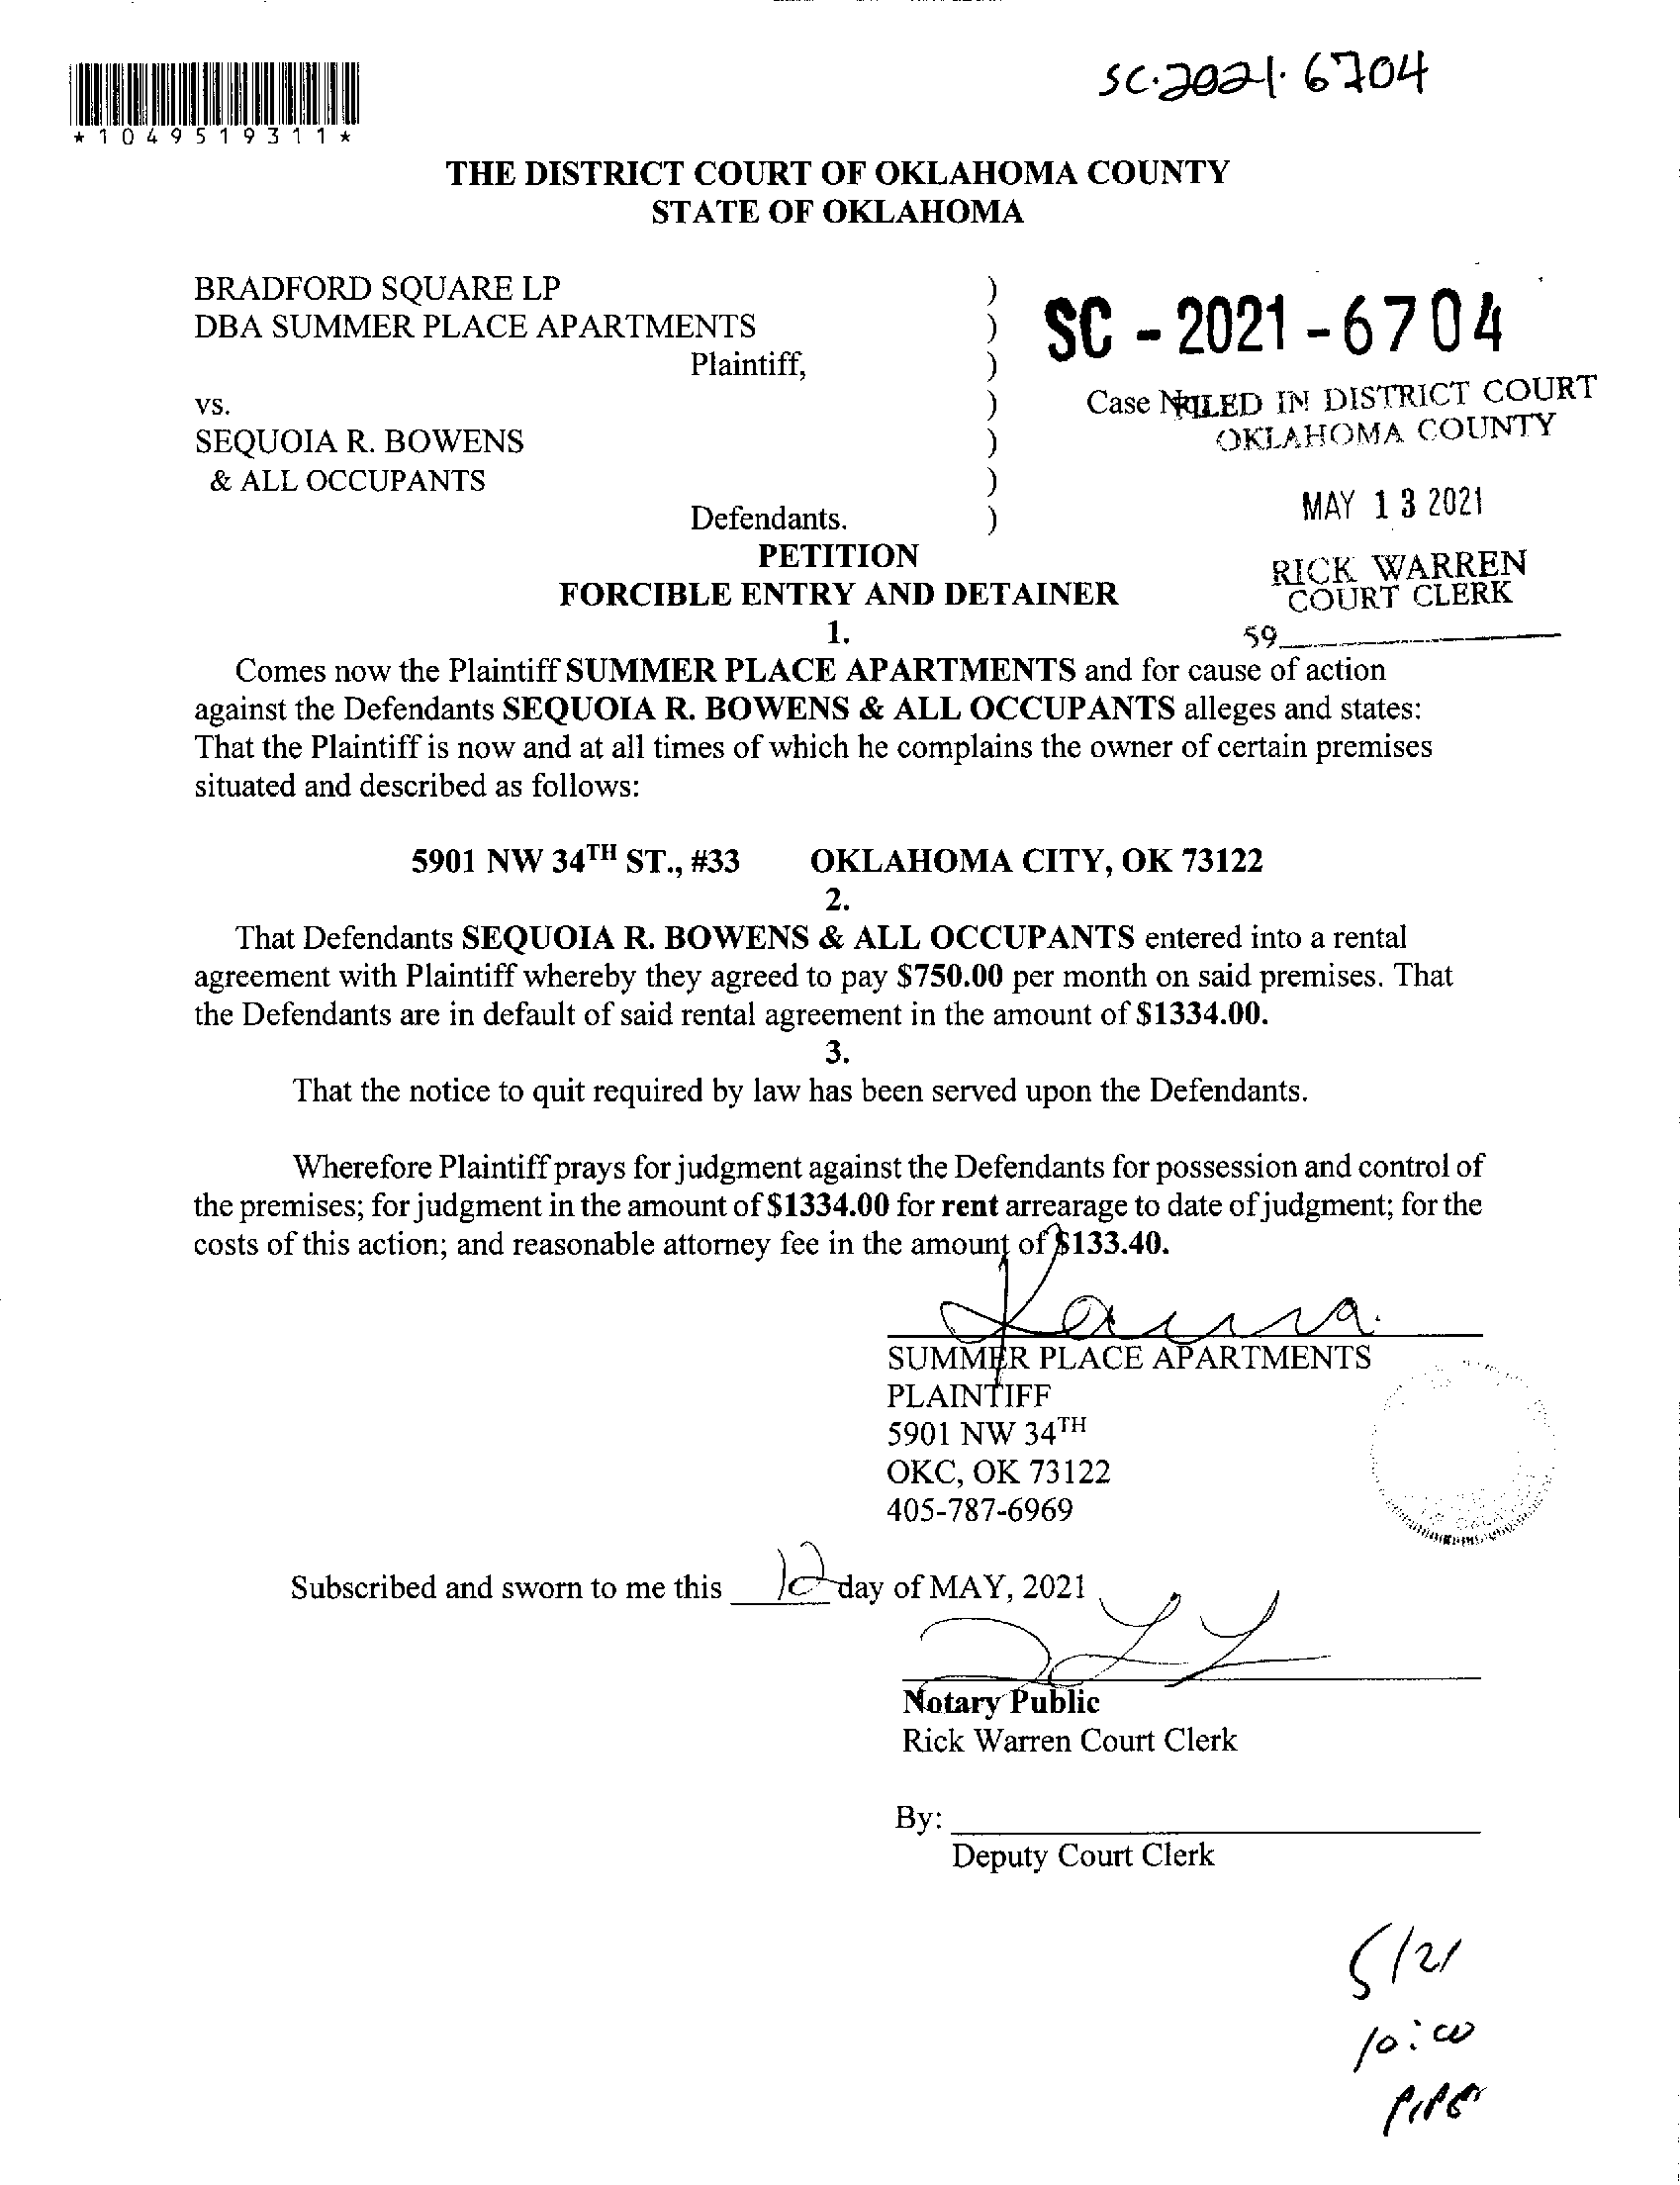 SC-2021-6704
*1049519311*
THE DISTRICT COURT OF OKLAHOMA COUNTY
STATE OF OKLAHOMA
BRADFORD SQUARE LP )
DBA SUMMER PLACE APARTMENTS )
Plaintiff, )
SC-2021-6704
vs. )
Case
FILED IN DISTRICT COURT
OKLAHOMA COUNTY
SEQUOIA R. BOWENS )
& ALL OCCUPANTS )
Defendants. )
MAY 13 2021
PETITION
FORCIBLE ENTRY AND DETAINER
RICK WARREN
COURT CLERK
59
1.
Comes now the Plaintiff SUMMER PLACE APARTMENTS and for cause of action
against the Defendants SEQUOIA R. BOWENS & ALL OCCUPANTS alleges and states:
That the Plaintiff is now and at all times of which he complains the owner of certain premises
situated and described as follows:
5901 NW 34TH ST., #33 OKLAHOMA CITY, OK 73122
2.
That Defendants SEQUOIA R. BOWENS & ALL OCCUPANTS entered into a rental
agreement with Plaintiff whereby they agreed to pay $750.00 per month on said premises. That
the Defendants are in default of said rental agreement in the amount of $1334.00.
3.
That the notice to quit required by law has been served upon the Defendants.
Wherefore Plaintiff prays for judgment against the Defendants for possession and control of
the premises; for judgment in the amount of $1334.00 for rent arrearage to date of judgment; for the
costs of this action; and reasonable attorney fee in the amount of $133.40.
SUMMER PLACE APARTMENTS
PLAINTIFF
5901 NW 34TH
OKC, OK 73122
405-787-6969
Subscribed and sworn to me this 12 day of MAY, 2021
Notary Public
Rick Warren Court Clerk
By:
Deputy Court Clerk
5/21
10:00